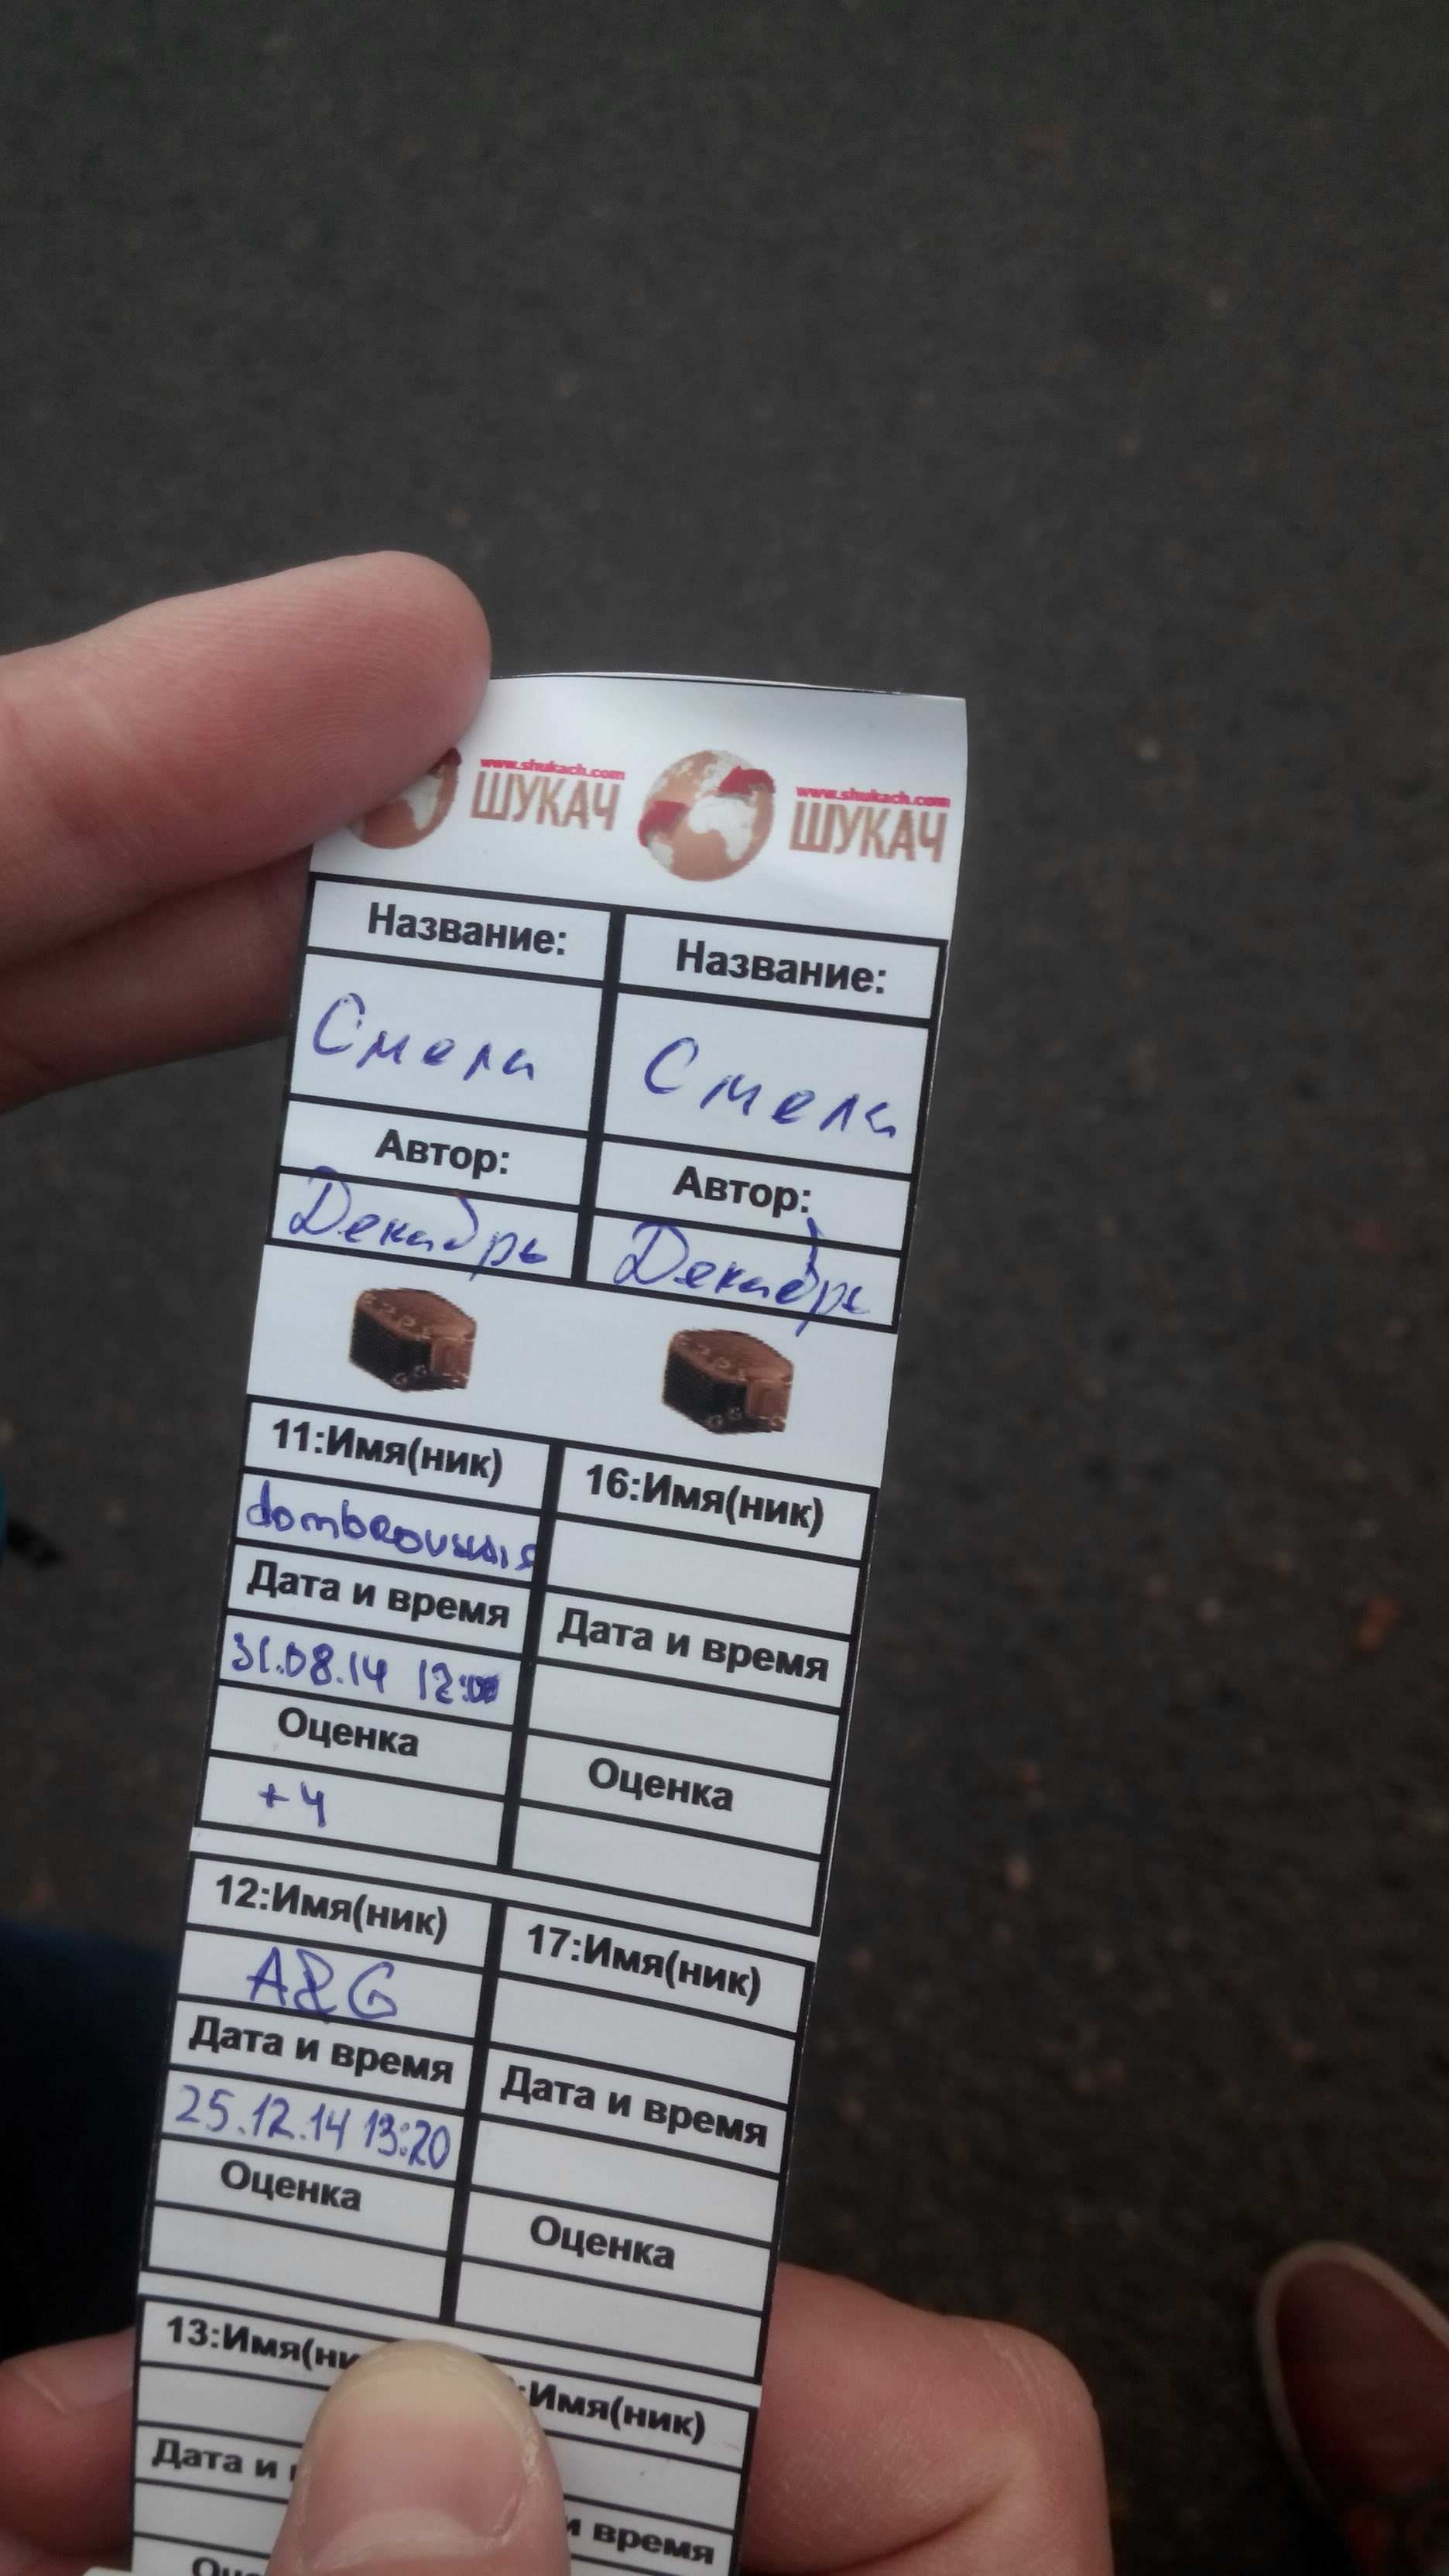 www.shukach.com
ШУКАЧ
www.shukach.com
ШУКАЧ
Название:
Смела
Автор:
Декабрь
11:Имя(ник)
Дата и время
31.08.14 12:00
Оценка
+4
12:Имя(ник)
A&G
Дата и время
25.12.14 13:20
Оценка
13:Имя(ни
Дата и
Название:
Смела
Автор:
Декабрь
16:Имя(ник)
Дата и время
Оценка
17:Имя(ник)
Дата и время
Оценка
:Имя(ник)
и время